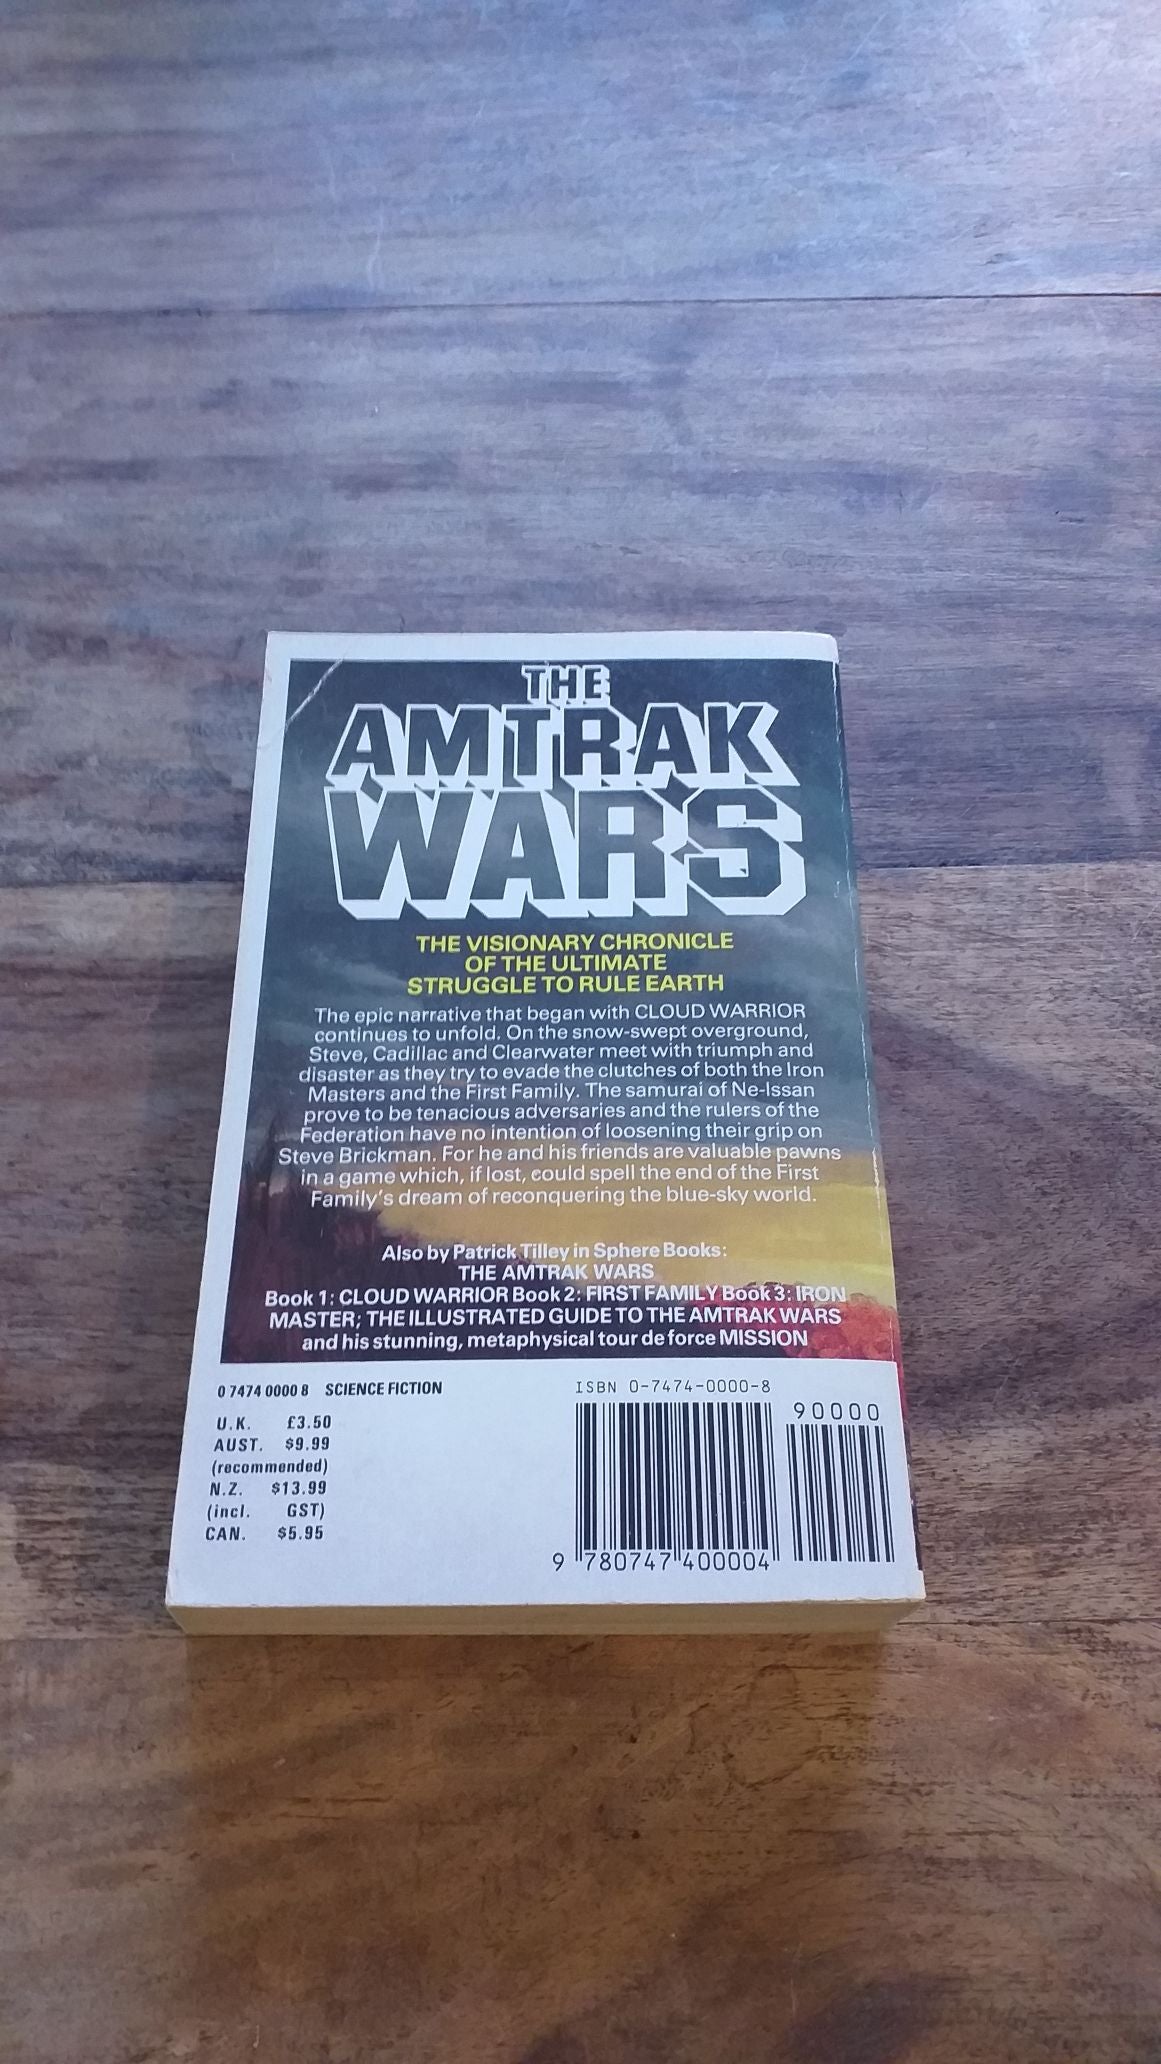 THE
AMTRAK
WARS
THE VISIONARY CHRONICLE
OF THE ULTIMATE
STRUGGLE TO RULE EARTH
The epic narrative that began with CLOUD WARRIOR
continues to unfold. On the snow-swept overground,
Steve, Cadillac and Clearwater meet with triumph and
disaster as they try to evade the clutches of both the Iron
Masters and the First Family. The samurai of Ne-Issan
prove to be tenacious adversaries and the rulers of the
Federation have no intention of loosening their grip on
Steve Brickman. For he and his friends are valuable pawns
in a game which, if lost, could spell the end of the First
Family's dream of reconquering the blue-sky world.
Also by Patrick Tilley in Sphere Books:
THE AMTRAK WARS
Book 1: CLOUD WARRIOR Book 2: FIRST FAMILY Book 3: IRON
MASTER; THE ILLUSTRATED GUIDE TO THE AMTRAK WARS
and his stunning, metaphysical tour de force MISSION
0 7474 0000 8 SCIENCE FICTION
U.K. £3.50
AUST. $9.99
(recommended)
N.Z. $13.99
(incl. GST)
CAN. $5.95
ISBN 0-7474-0000-8
90000
9 780747 400004